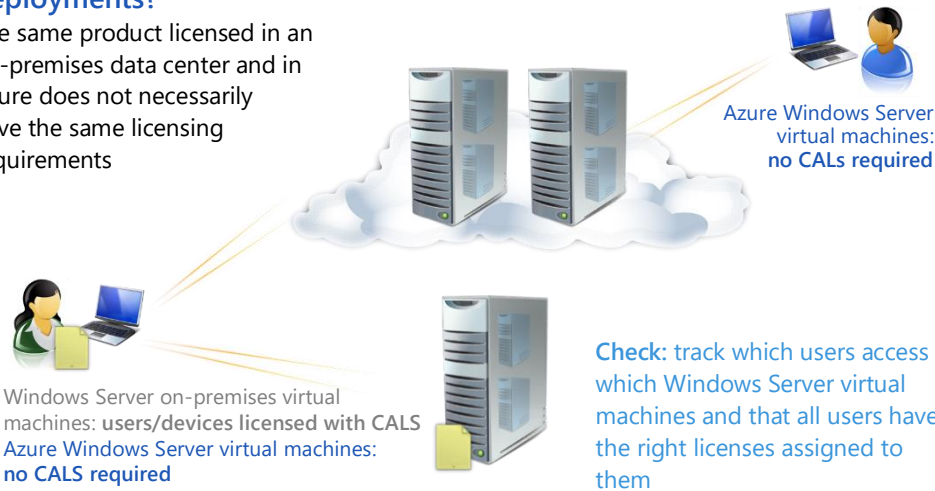 eployments?
e same product licensed in an
-premises data center and in
ure does not necessarily
ve the same licensing
quirements
Azure Windows Server
virtual machines:
no CALs required
Windows Server on-premises virtual
machines: users/devices licensed with CALS
Azure Windows Server virtual machines:
no CALS required
Check: track which users access
which Windows Server virtual
machines and that all users have
the right licenses assigned to
them